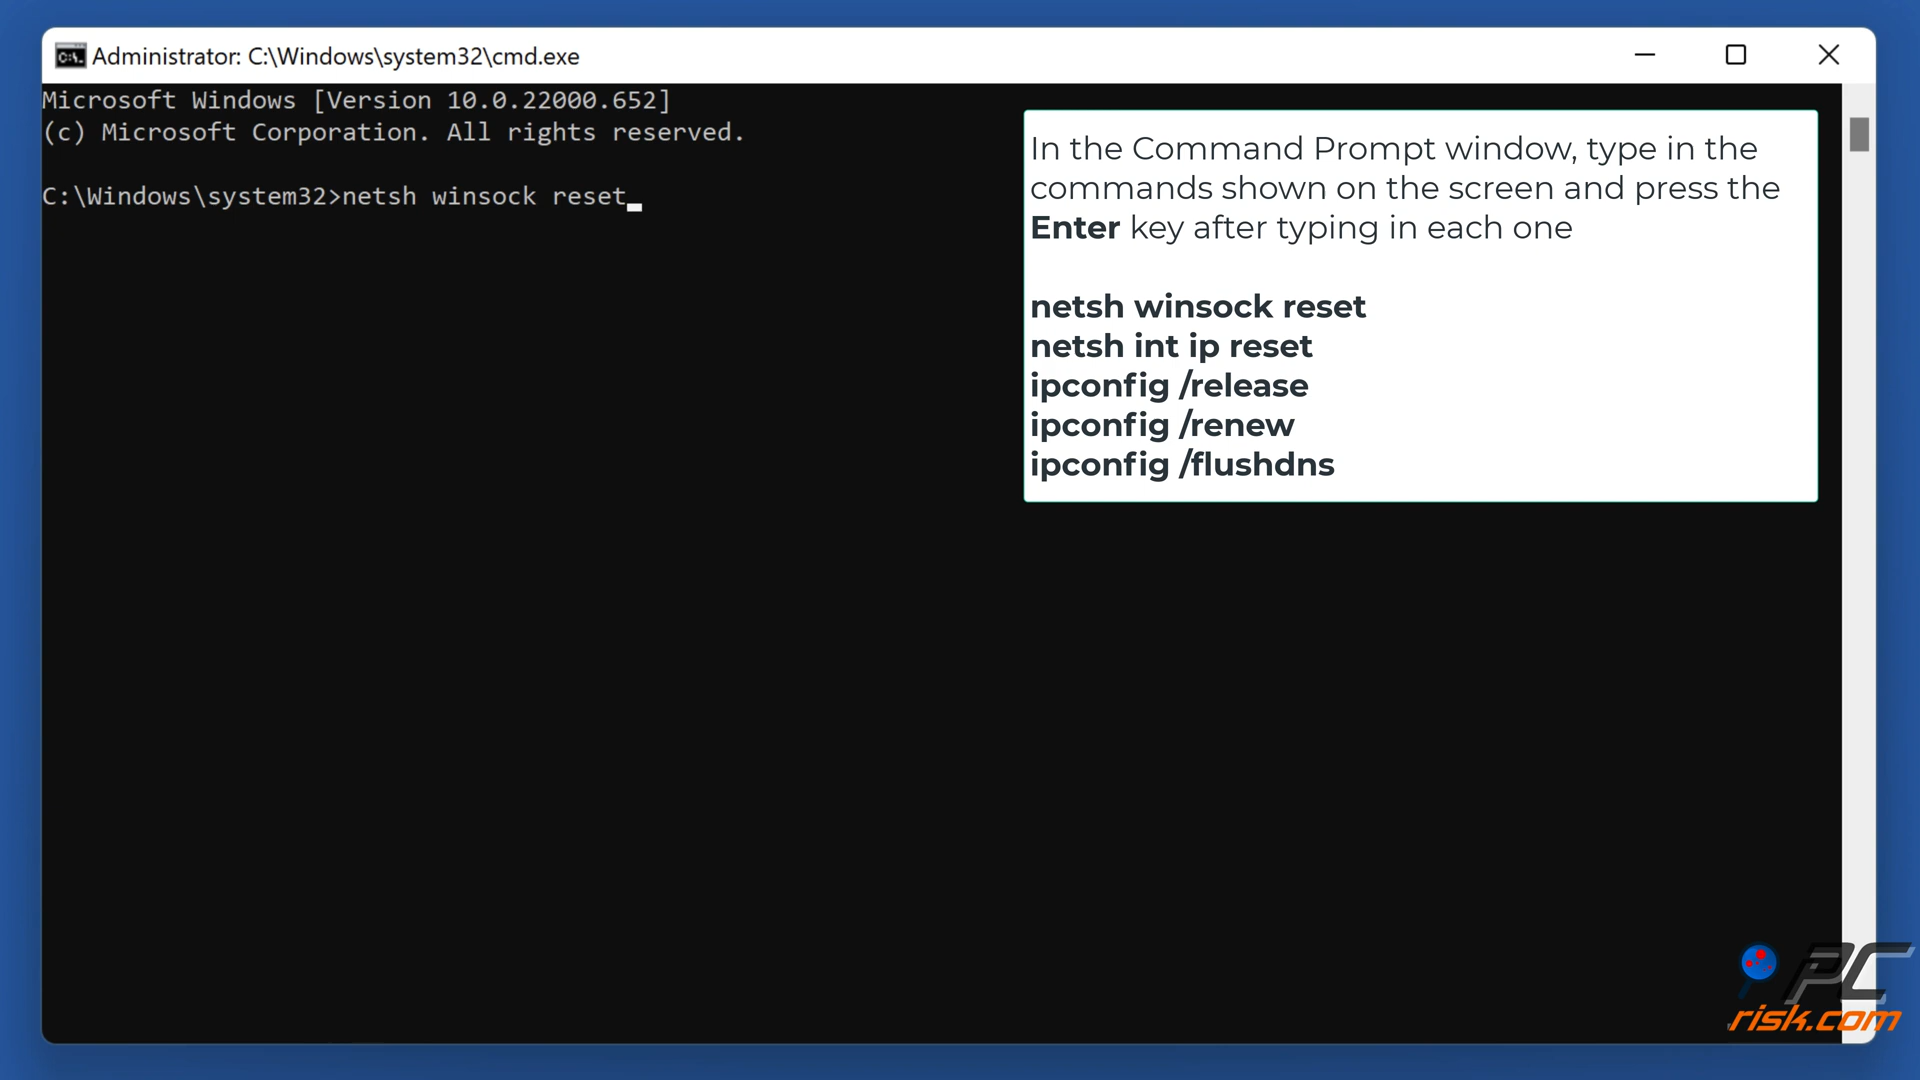 Administrator: C:\Windows\system32\cmd.exe
Microsoft Windows [Version 10.0.22000.652]
(c) Microsoft Corporation. All rights reserved.
C:\Windows\system32>netsh winsock reset
In the Command Prompt window, type in the
commands shown on the screen and press the
Enter key after typing in each one
netsh winsock reset
netsh int ip reset
ipconfig /release
ipconfig /renew
ipconfig /flushdns
PC
risk.com